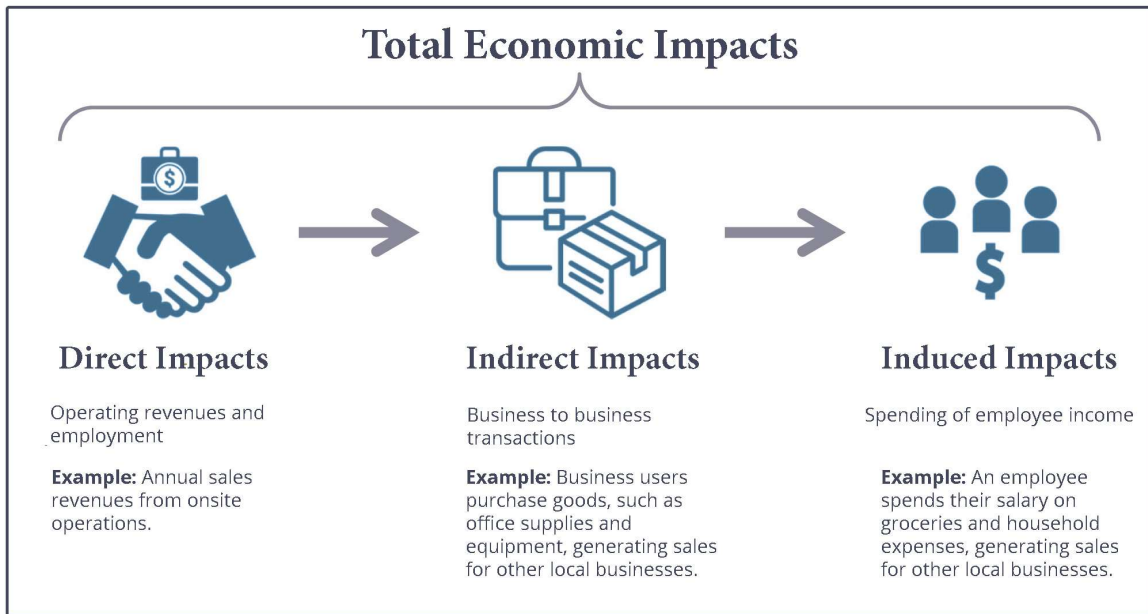 Total Economic Impacts
$
$
Direct Impacts
Operating revenues and
employment
Example: Annual sales
revenues from onsite
operations.
Indirect Impacts
Business to business
transactions
Example: Business users
purchase goods, such as
office supplies and
equipment, generating sales
for other local businesses.
Induced Impacts
Spending of employee income
Example: An employee
spends their salary on
groceries and household
expenses, generating sales
for other local businesses.